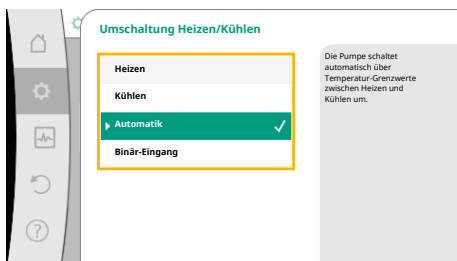 Umschaltung Heizen/Kühlen
Heizen
Kühlen
Automatik
Binär-Eingang
Die Pumpe schaltet
automatisch über
Temperatur-Grenzwerte
zwischen Heizen und
Kühlen um.
?